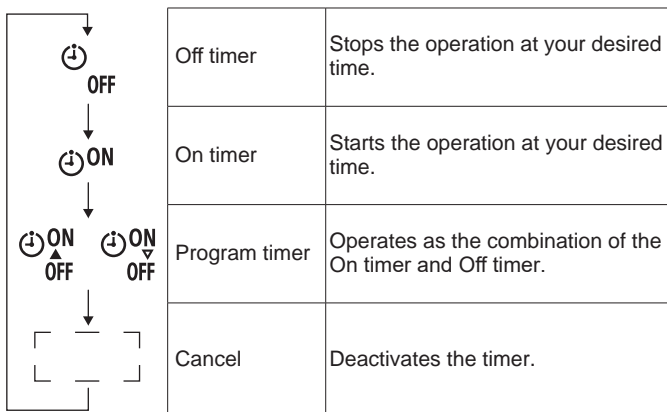 OFF
Off timer
Stops the operation at your desired
time.
ON
On timer
Starts the operation at your desired
time.
ON ON
▲ ▽
OFF OFF
Program timer
Operates as the combination of the
On timer and Off timer.
Cancel
Deactivates the timer.